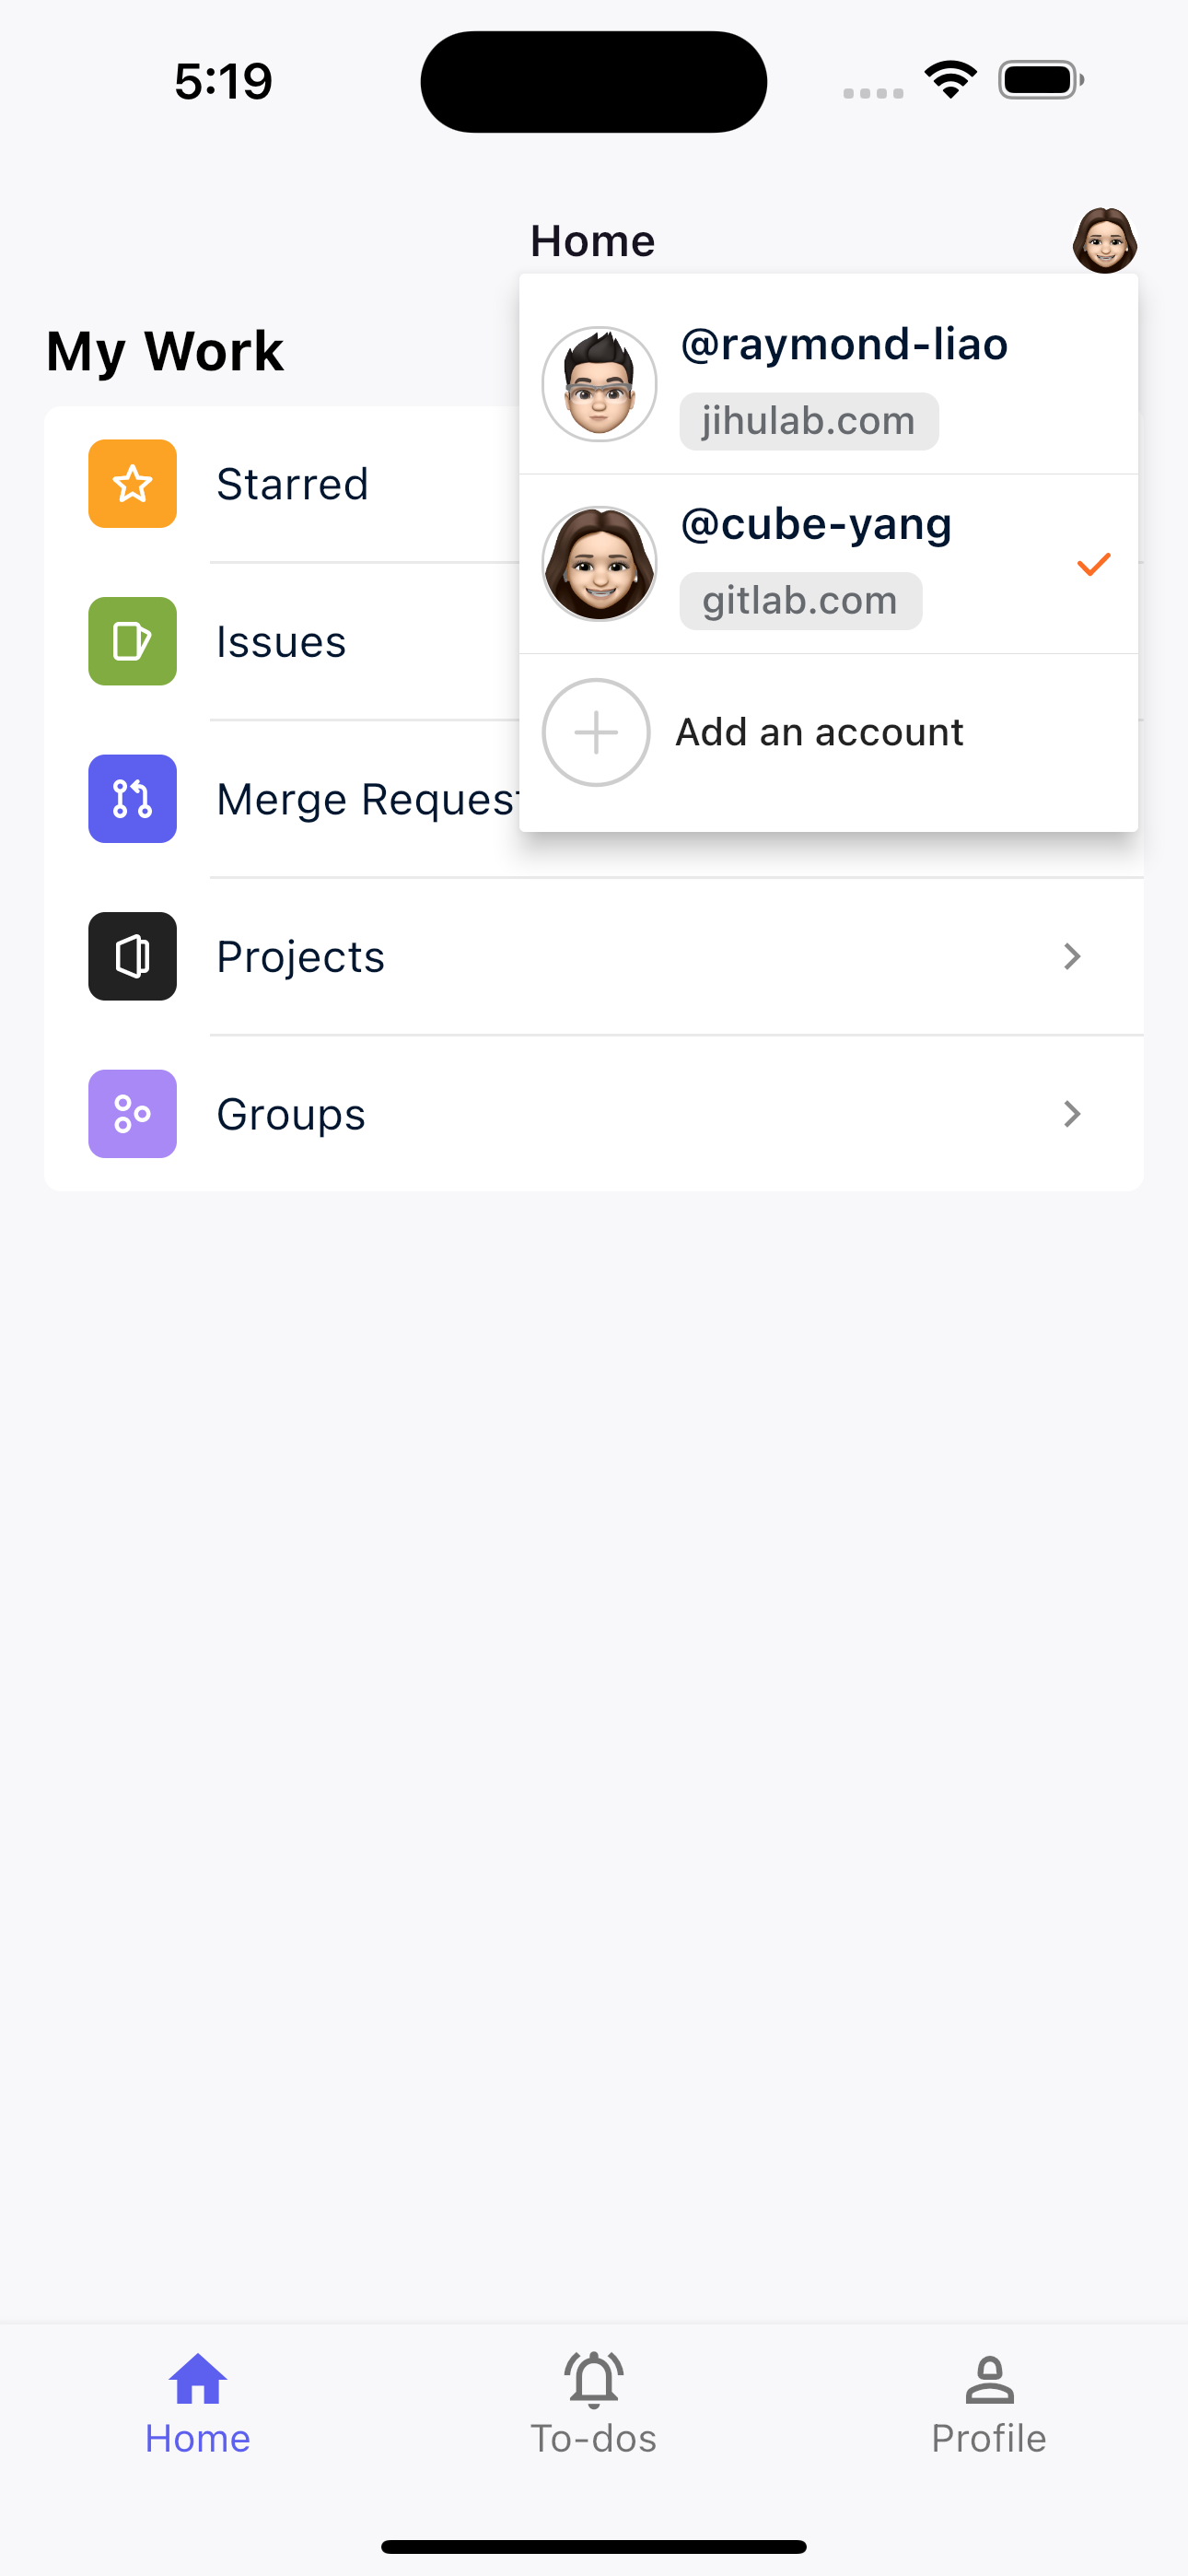 5:19
Home
My Work
@raymond-liao
jihulab.com
Starred
@cube-yang
gitlab.com
Issues
Add an account
Merge Request
Projects
Groups
Home
To-dos
Profile